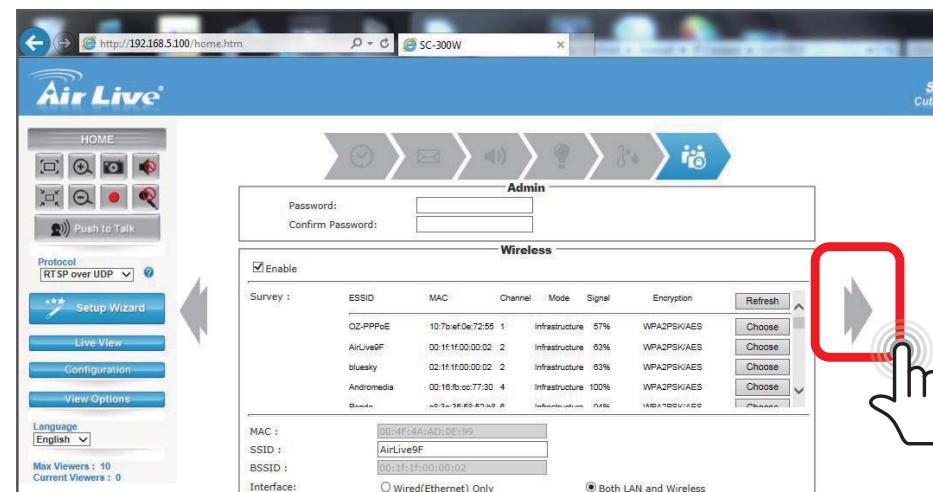 http://192.168.5.100/home.htm
SC-300W
Air Live
HOME
Push to Talk
Protocol
RTSP over UDP
Setup Wizard
Live View
Configuration
View Options
Language
English
Max Viewers : 10
Current Viewers : 0
Admin
Password:
Confirm Password:
Wireless
Enable
Survey : ESSID MAC Channel Mode Signal Encryption Refresh
OZ-PPPoE 10:7b:ef:0e:72:55 1 Infrastructure 57% WPA2PSK/AES Choose
AirLive9F 00:1f:1f:00:00:02 2 Infrastructure 63% WPA2PSK/AES Choose
bluesky 02:1f:1f:00:00:02 2 Infrastructure 63% WPA2PSK/AES Choose
Andromedia 00:16:fb:cc:77:30 4 Infrastructure 100% WPA2PSK/AES Choose
MAC : 00:4F:4A:AD:0E:99
SSID : AirLive9F
BSSID : 00:1f:1f:00:00:02
Interface: Wired(Ethernet) Only Both LAN and Wireless